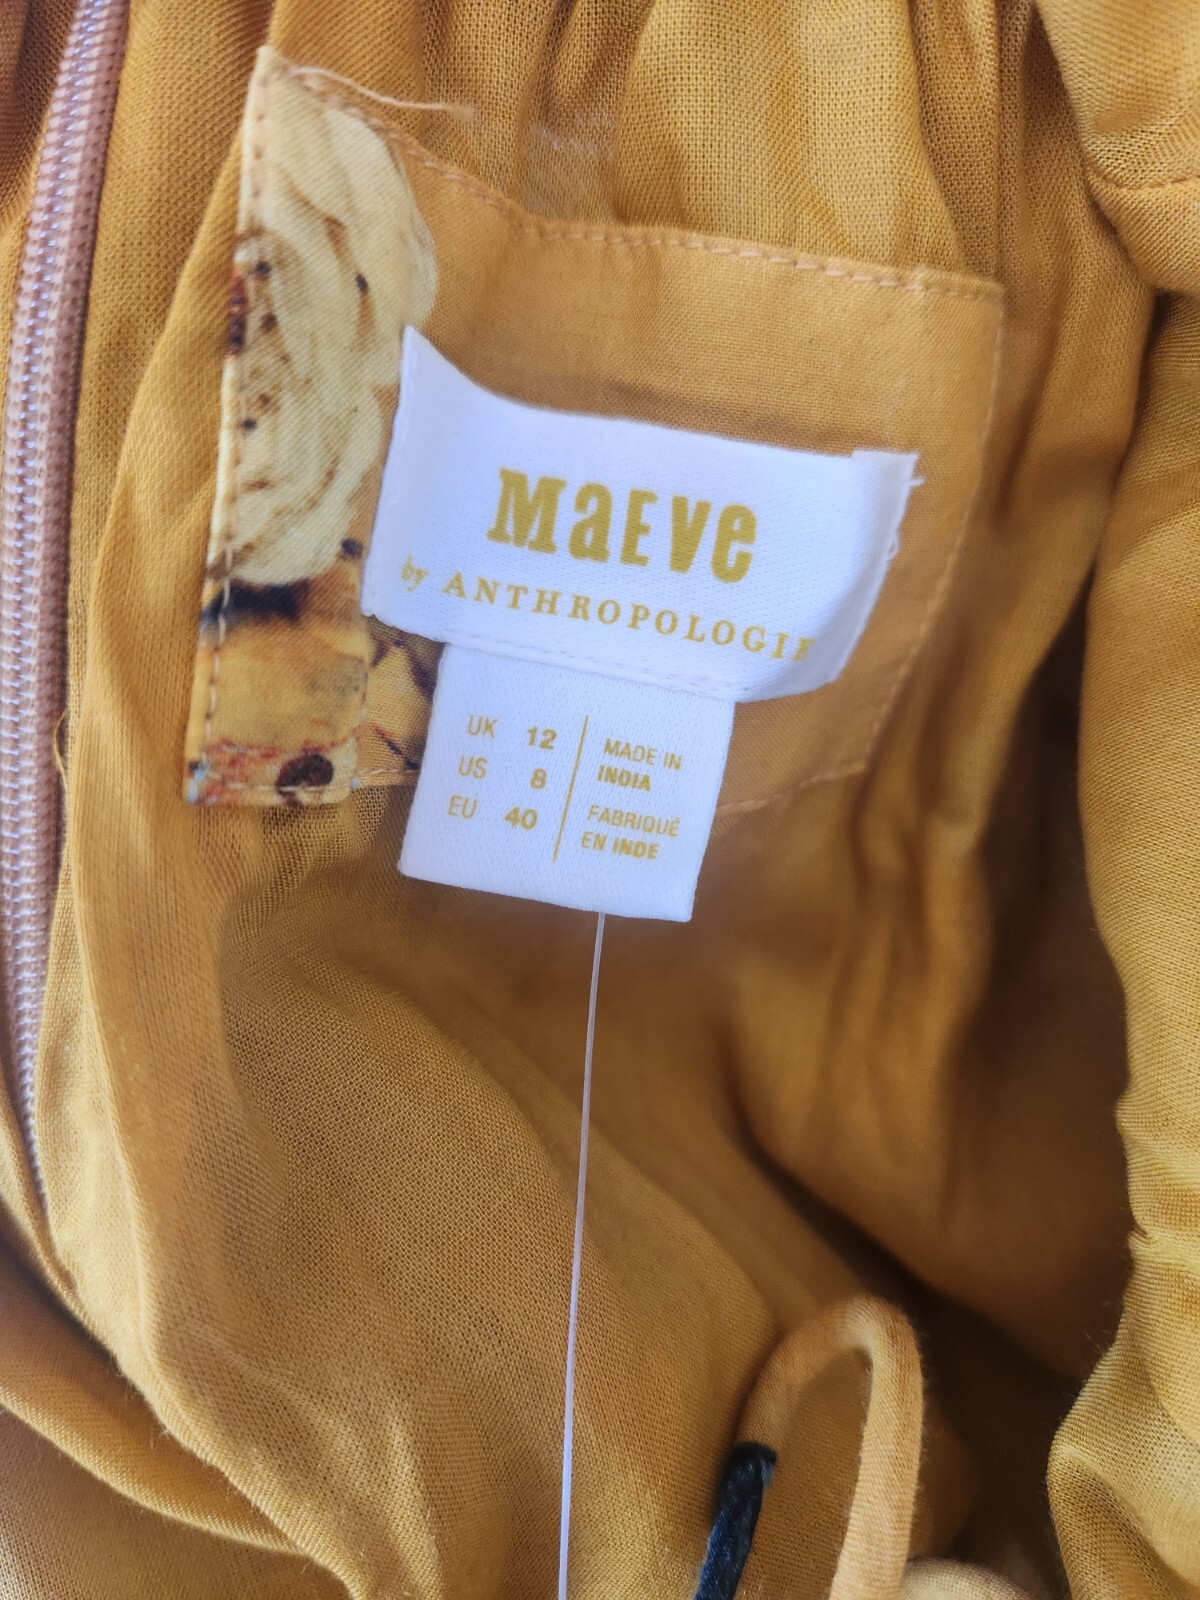 MaEve
by ANTHROPOLOGIE
UK 12
US 8
EU 40
MADE IN
INDIA
FABRIQUÉ
EN INDE